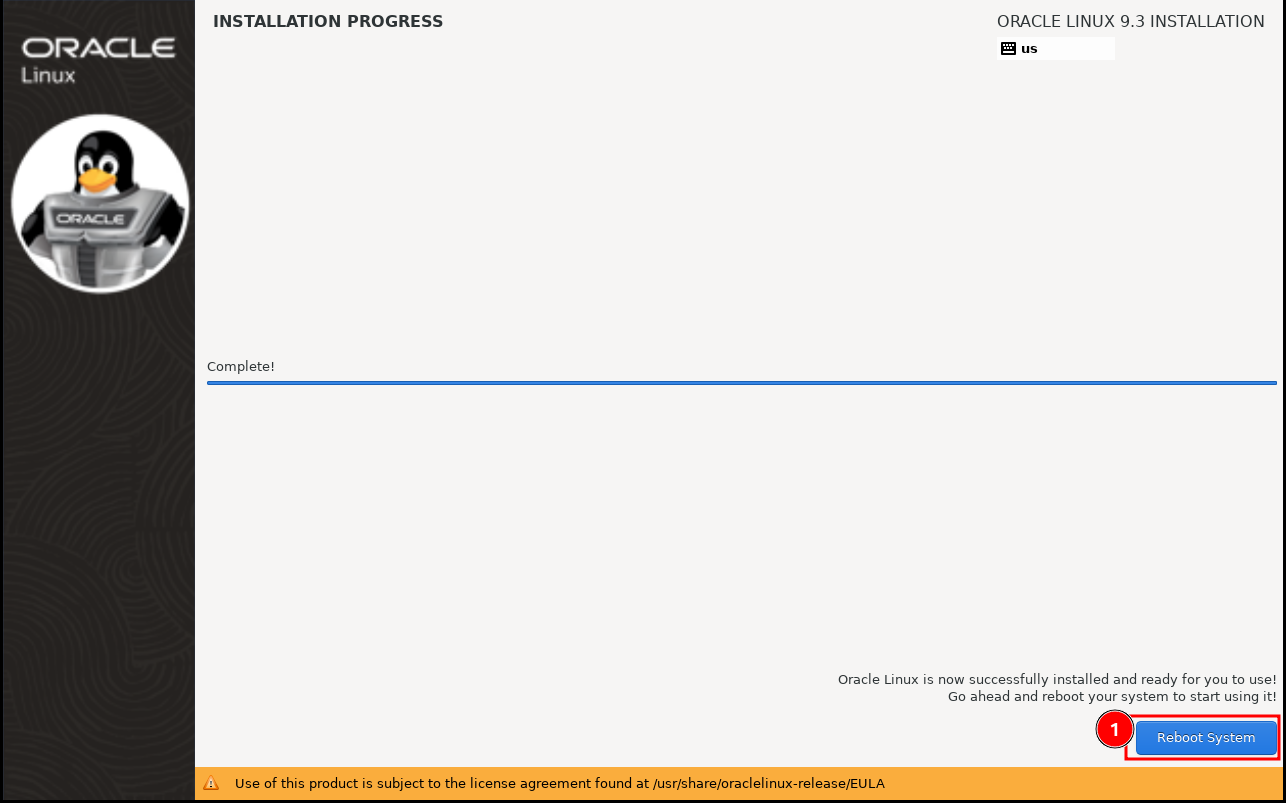 ORACLE
Linux
ORACLE
INSTALLATION PROGRESS
ORACLE LINUX 9.3 INSTALLATION
us
Complete!
Oracle Linux is now successfully installed and ready for you to use!
Go ahead and reboot your system to start using it!
1
Reboot System
Use of this product is subject to the license agreement found at /usr/share/oraclelinux-release/EULA